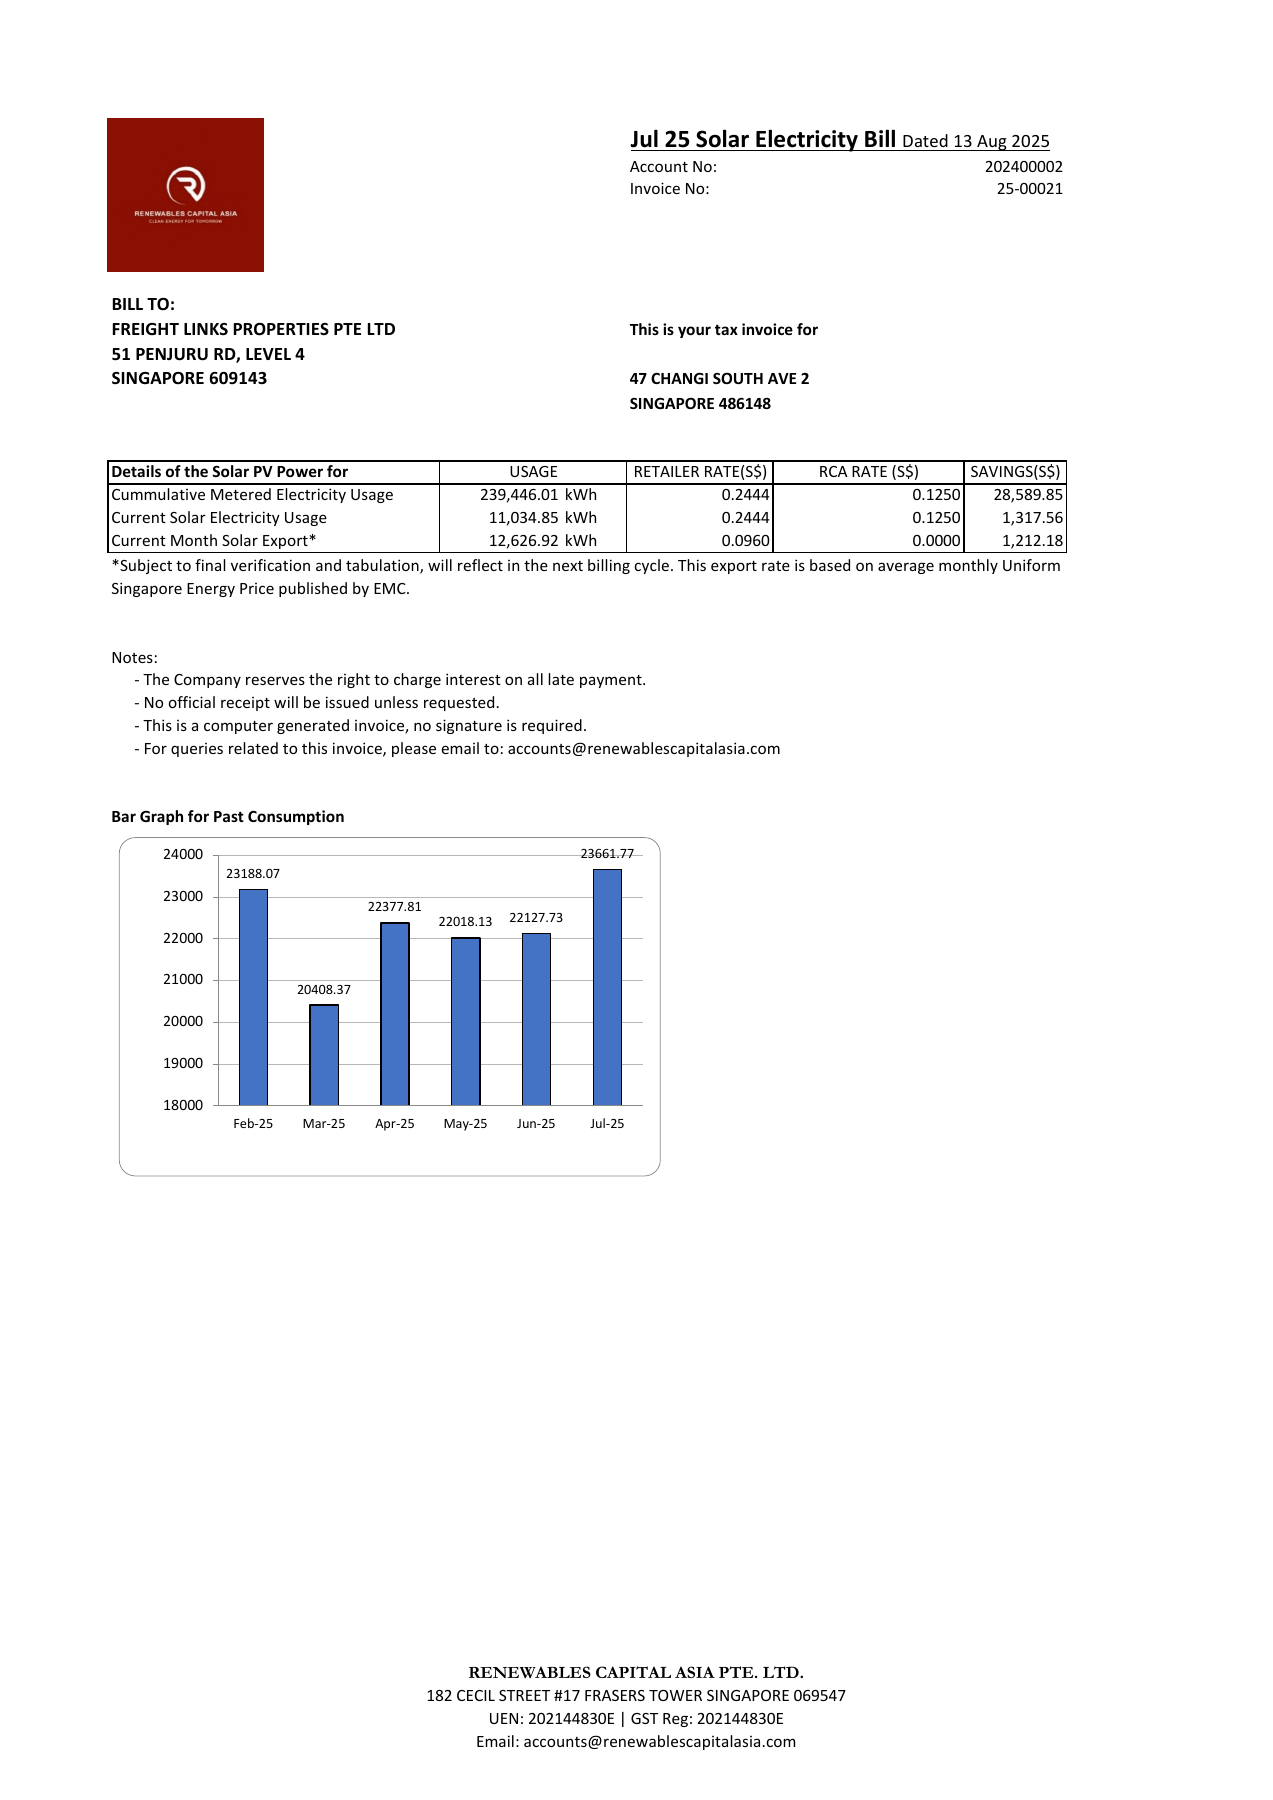 RENEWABLES CAPITAL ASIA
CLEAN ENERGY FOR TOMORROW
Jul 25 Solar Electricity Bill Dated 13 Aug 2025
Account No: 202400002
Invoice No: 25-00021
BILL TO:
FREIGHT LINKS PROPERTIES PTE LTD This is your tax invoice for
51 PENJURU RD, LEVEL 4
SINGAPORE 609143 47 CHANGI SOUTH AVE 2
SINGAPORE 486148
Details of the Solar PV Power for USAGE RETAILER RATE(S$) RCA RATE (S$) SAVINGS(S$)
Cummulative Metered Electricity Usage 239,446.01 kWh 0.2444 0.1250 28,589.85
Current Solar Electricity Usage 11,034.85 kWh 0.2444 0.1250 1,317.56
Current Month Solar Export* 12,626.92 kWh 0.0960 0.0000 1,212.18
*Subject to final verification and tabulation, will reflect in the next billing cycle. This export rate is based on average monthly Uniform
Singapore Energy Price published by EMC.
Notes:
- The Company reserves the right to charge interest on all late payment.
- No official receipt will be issued unless requested.
- This is a computer generated invoice, no signature is required.
- For queries related to this invoice, please email to: accounts@renewablescapitalasia.com
Bar Graph for Past Consumption
24000
23000
22000
21000
20000
19000
18000
23188.07
20408.37
22377.81
22018.13
22127.73
23661.77
Feb-25 Mar-25 Apr-25 May-25 Jun-25 Jul-25
RENEWABLES CAPITAL ASIA PTE. LTD.
182 CECIL STREET #17 FRASERS TOWER SINGAPORE 069547
UEN: 202144830E | GST Reg: 202144830E
Email: accounts@renewablescapitalasia.com